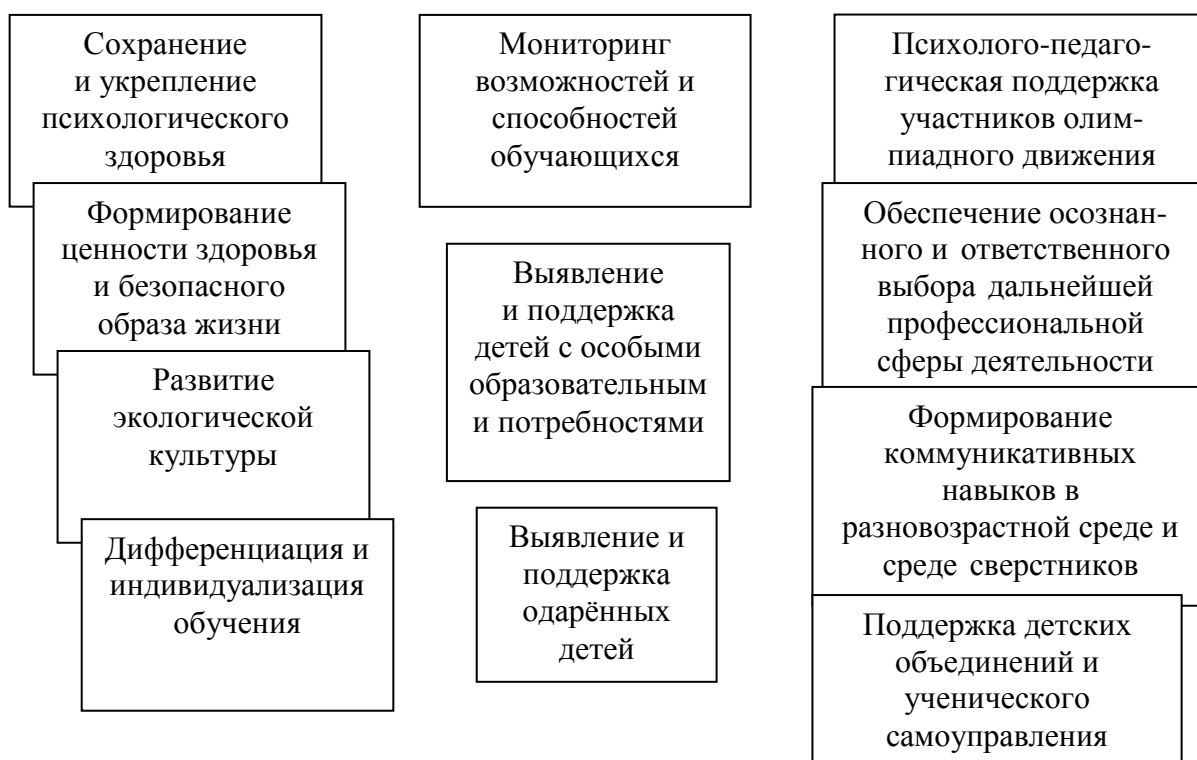 Сохранение
и укрепление
психологического
здоровья
Формирование
ценности здоровья
и безопасного
образа жизни
Развитие
экологической
культуры
Дифференциация и
индивидуализация
обучения
Мониторинг
возможностей и
способностей
обучающихся
Выявление
и поддержка
детей с особыми
образовательным
и потребностями
Выявление и
поддержка
одарённых
детей
Психолого-педаго-
гическая поддержка
участников олим-
пиадного движения
Обеспечение осознан-
ного и ответственного
выбора дальнейшей
профессиональной
сферы деятельности
Формирование
коммуникативных
навыков в
разновозрастной среде и
среде сверстников
Поддержка детских
объединений и
ученического
самоуправления